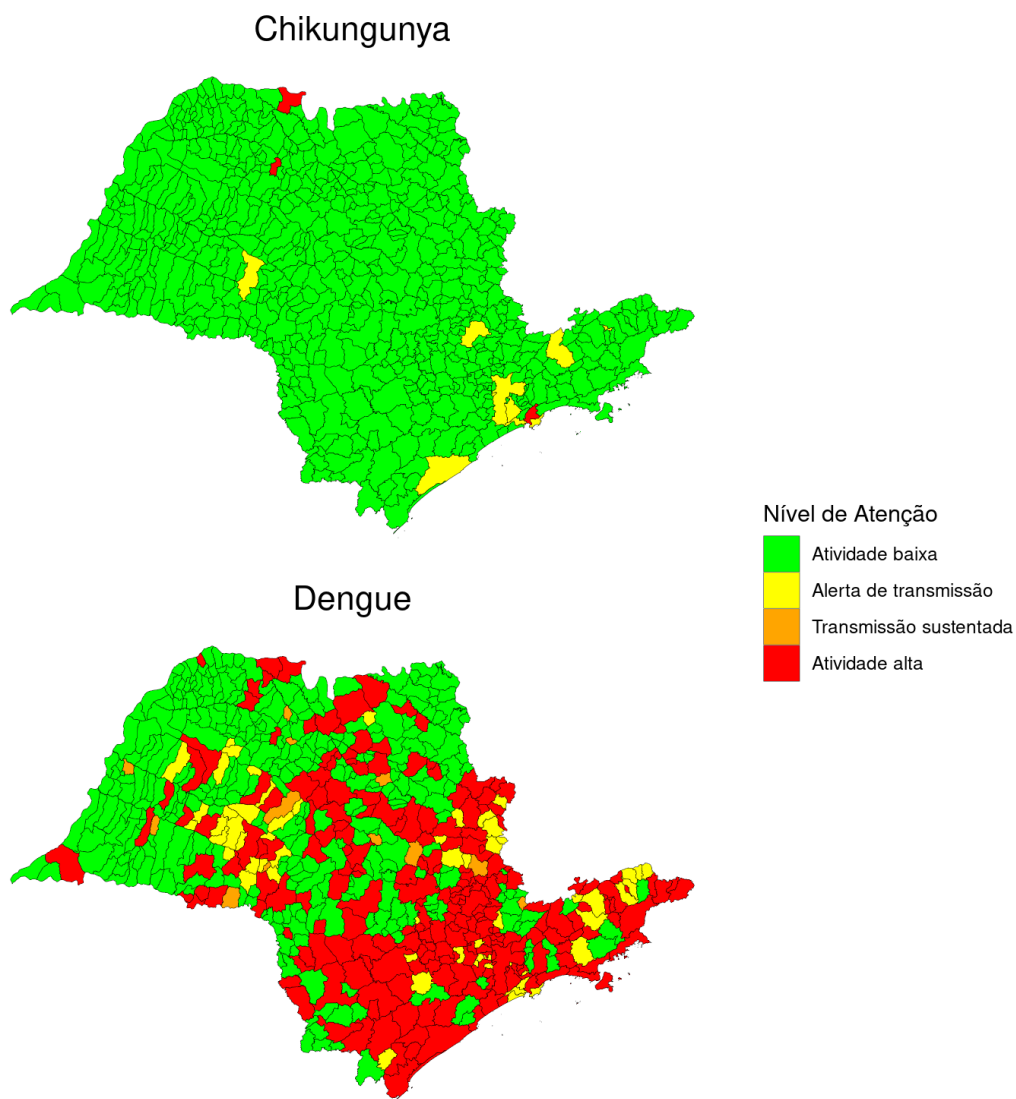 Chikungunya
Nível de Atenção
Atividade baixa
Alerta de transmissão
Transmissão sustentada
Atividade alta
Dengue